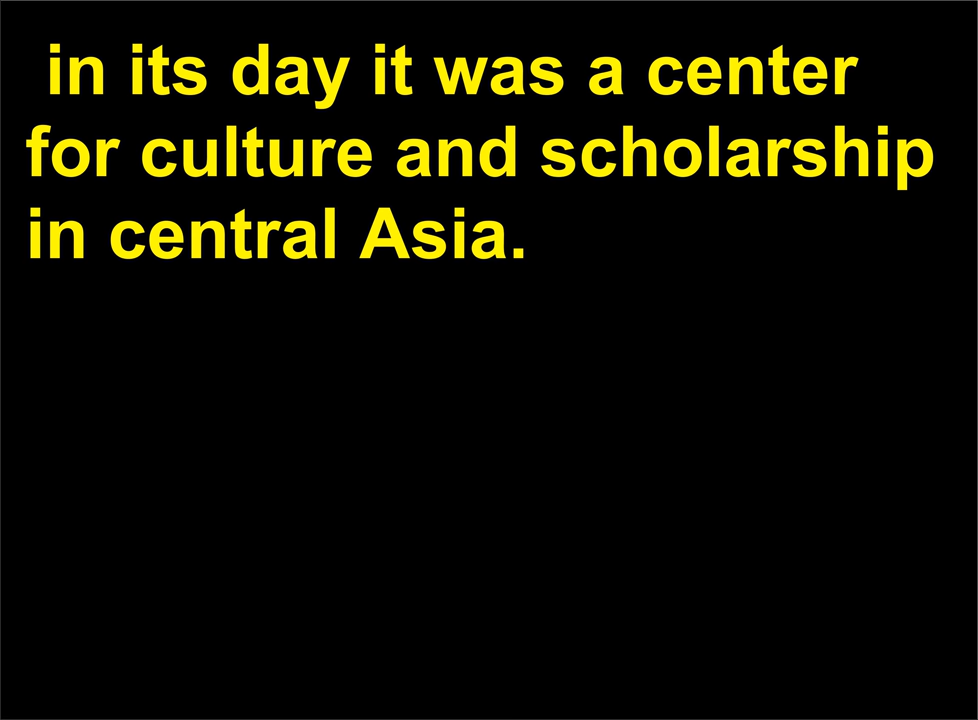 in its day it was a center
for culture and scholarship
in central Asia.